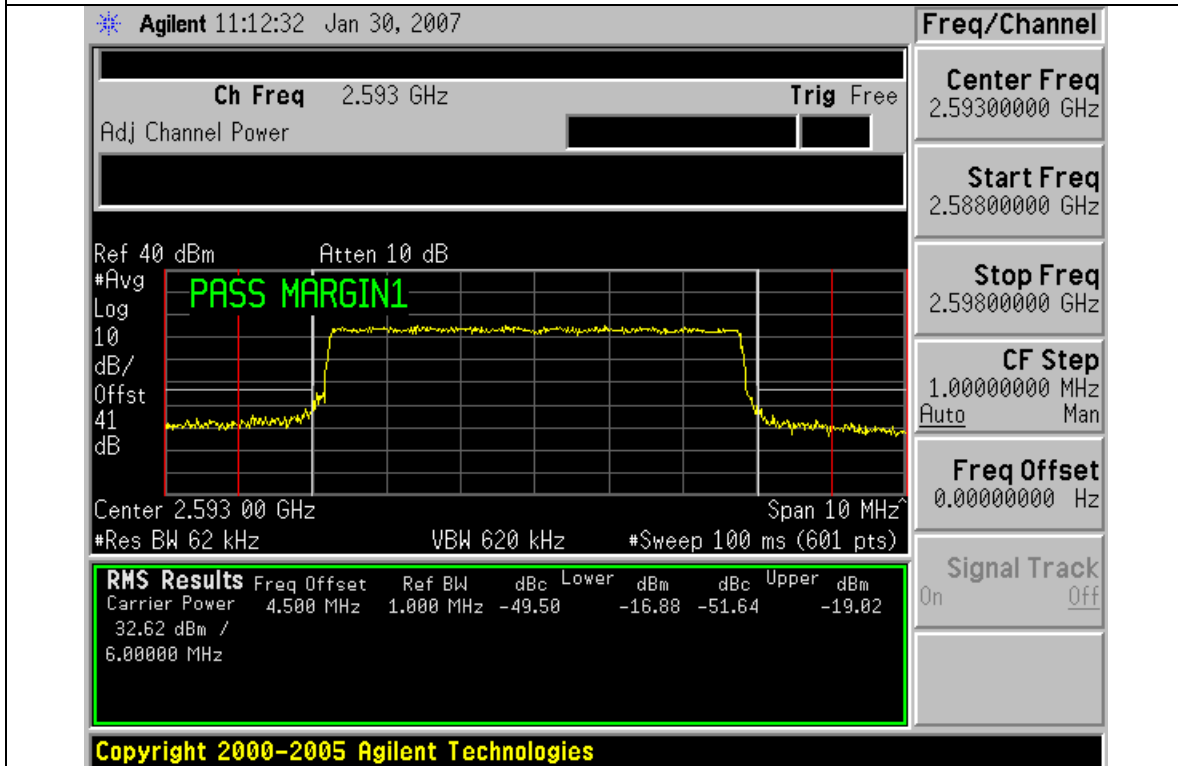 Agilent 11:12:32 Jan 30, 2007
Freq/Channel
Ch Freq 2.593 GHz Trig Free
Adj Channel Power
Center Freq
2.59300000 GHz
Start Freq
2.58800000 GHz
Stop Freq
2.59800000 GHz
CF Step
1.00000000 MHz
Auto Man
Freq Offset
0.00000000 Hz
Signal Track
On Off
Ref 40 dBm Atten 10 dB
#Avg
Log
10
dB/
Offst
41
dB
PASS MARGIN1
Center 2.593 00 GHz Span 10 MHz^
#Res BW 62 kHz VBW 620 kHz #Sweep 100 ms (601 pts)
RMS Results Freq Offset Ref BW dBc Lower dBm dBc Upper dBm
Carrier Power 4.500 MHz 1.000 MHz -49.50 -16.88 -51.64 -19.02
32.62 dBm /
6.00000 MHz
Copyright 2000-2005 Agilent Technologies